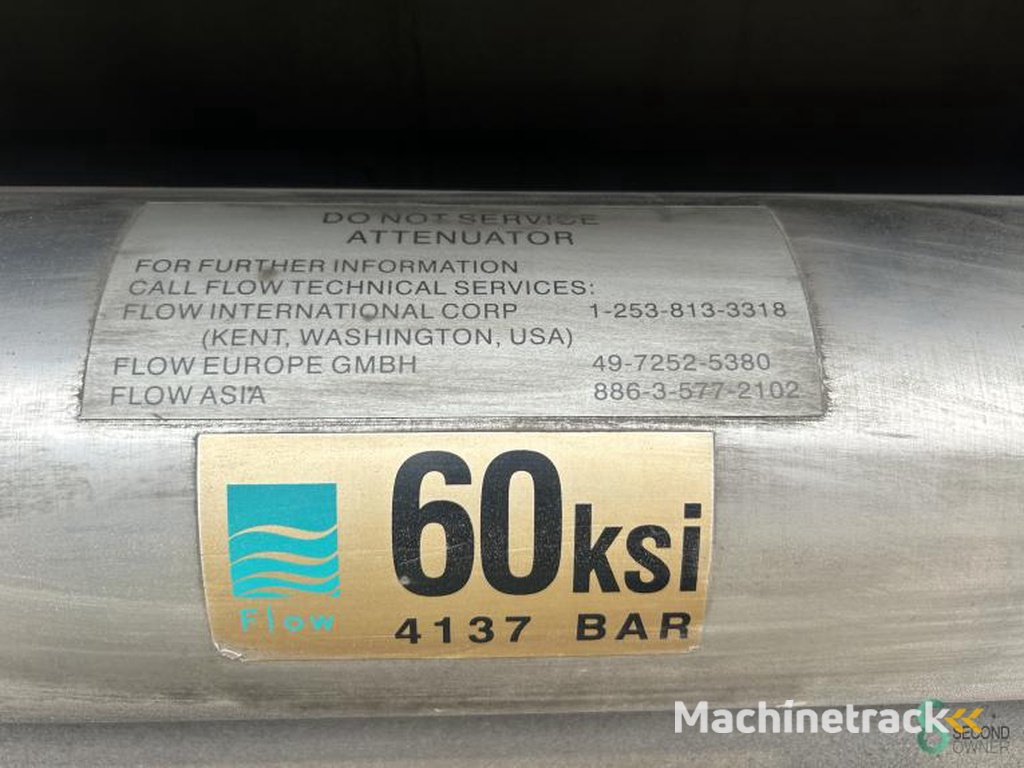 DO NOT SERVICE
ATTENUATOR
FOR FURTHER INFORMATION
CALL FLOW TECHNICAL SERVICES:
FLOW INTERNATIONAL CORP 1-253-813-3318
(KENT, WASHINGTON, USA)
FLOW EUROPE GMBH 49-7252-5380
FLOW ASIA 886-3-577-2102
60ksi
Flow
4137 BAR
Machinetrack
SECOND
OWNER